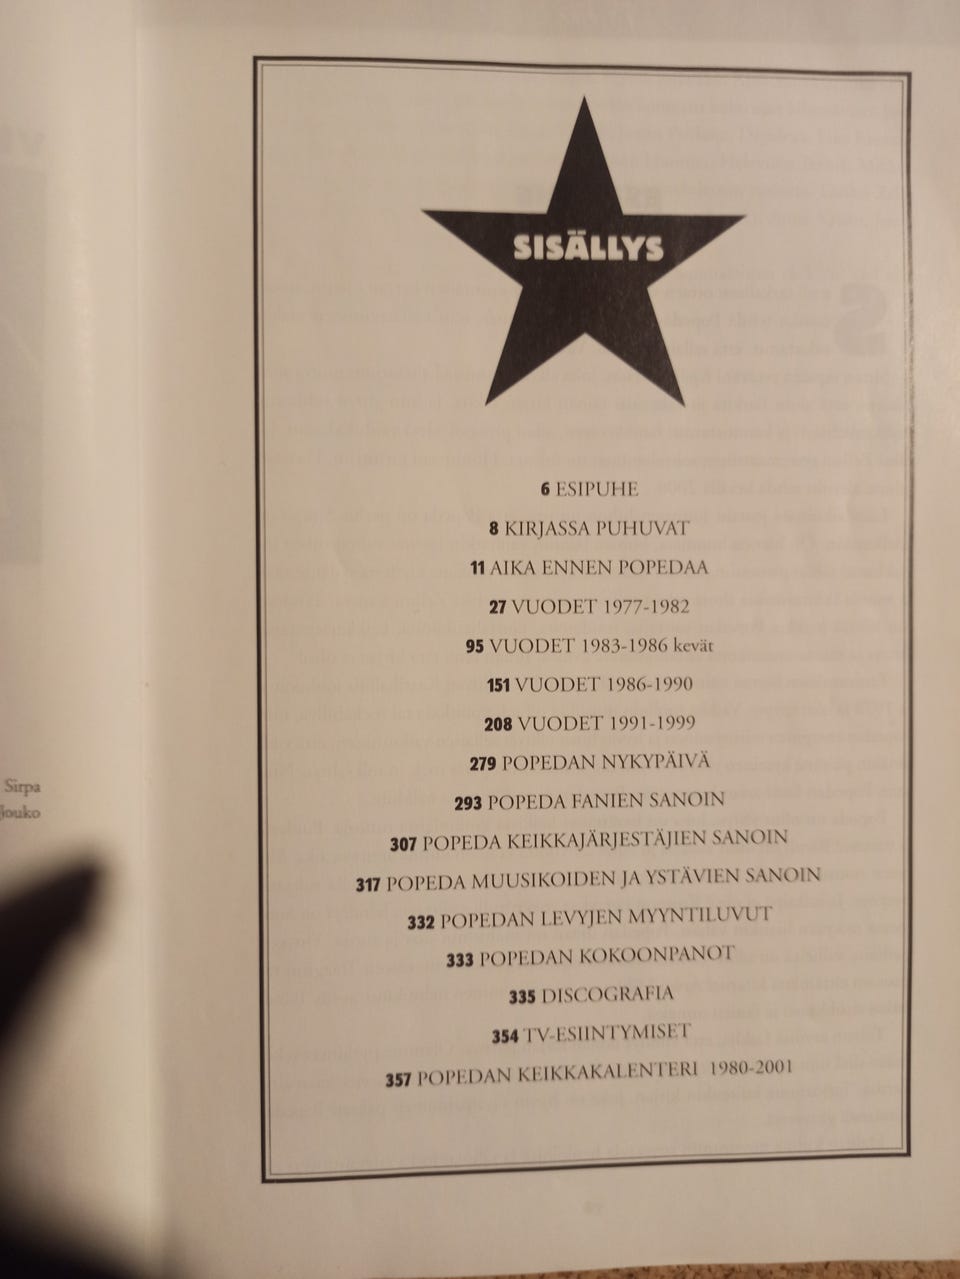 SISÄLLYS
6 ESIPUHE
8 KIRJASSA PUHUVAT
11 AIKA ENNEN POPEDAA
27 VUODET 1977-1982
95 VUODET 1983-1986 kevät
151 VUODET 1986-1990
208 VUODET 1991-1999
279 POPEDAN NYKYPÄIVÄ
293 POPEDA FANIEN SANOIN
307 POPEDA KEIKKAJÄRJESTÄJIEN SANOIN
317 POPEDA MUUSIKOIDEN JA YSTÄVIEN SANOIN
332 POPEDAN LEVYJEN MYYNTILUVUT
333 POPEDAN KOKOONPANOT
335 DISCOGRAFIA
354 TV-ESIINTYMISET
357 POPEDAN KEIKKAKALENTERI 1980-2001
Sirpa
Jouko